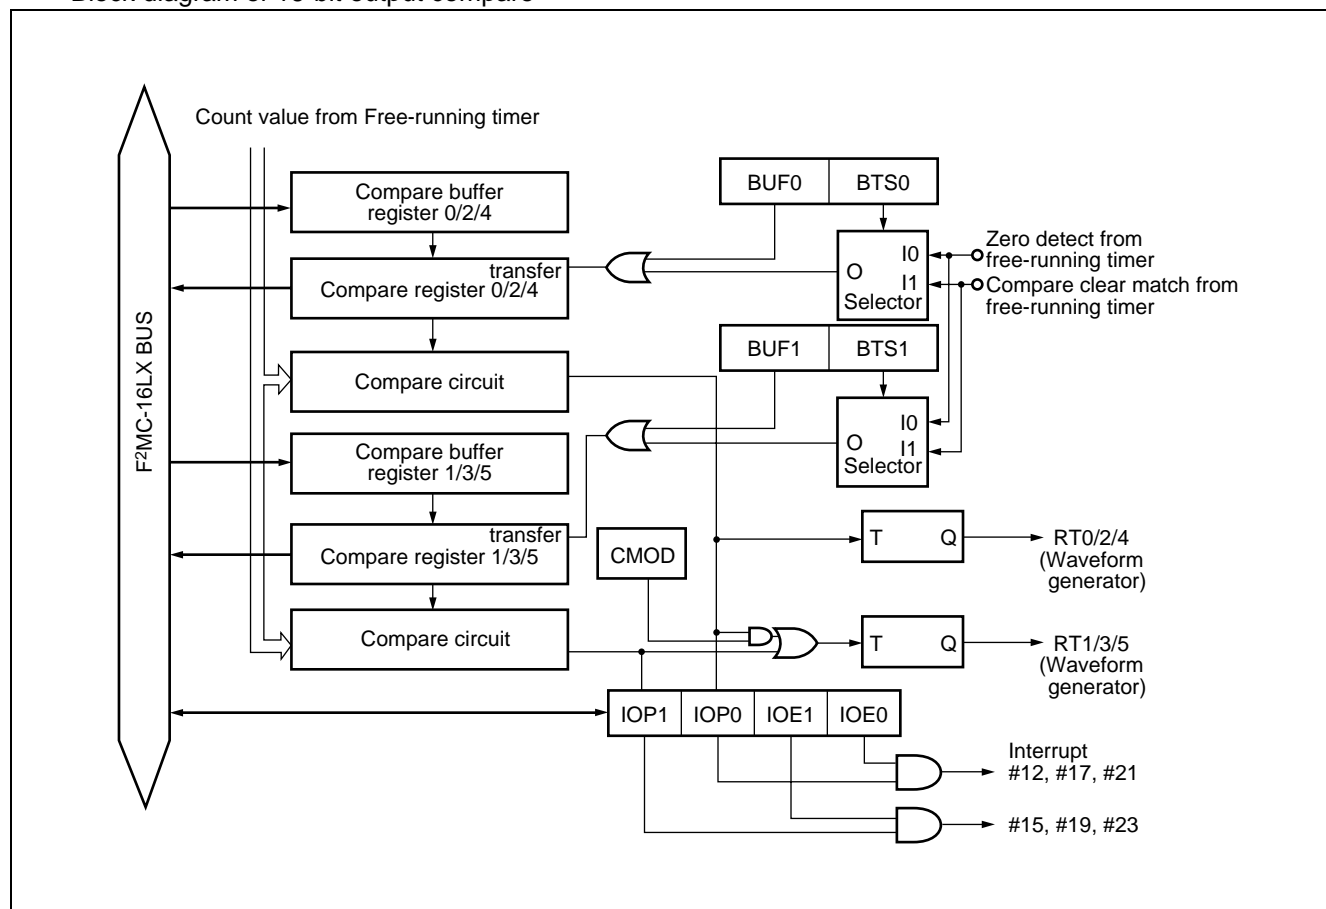 Block diagram of 16-bit output compare
Count value from Free-running timer
F²MC-16LX BUS
Compare buffer
register 0/2/4
transfer
Compare register 0/2/4
Compare circuit
Compare buffer
register 1/3/5
transfer
Compare register 1/3/5
Compare circuit
BUF0
BTS0
I0
O
I1
Selector
Zero detect from
free-running timer
Compare clear match from
free-running timer
BUF1
BTS1
I0
O
I1
Selector
CMOD
T
Q
RT0/2/4
(Waveform
generator)
T
Q
RT1/3/5
(Waveform
generator)
IOP1
IOP0
IOE1
IOE0
Interrupt
#12, #17, #21
#15, #19, #23